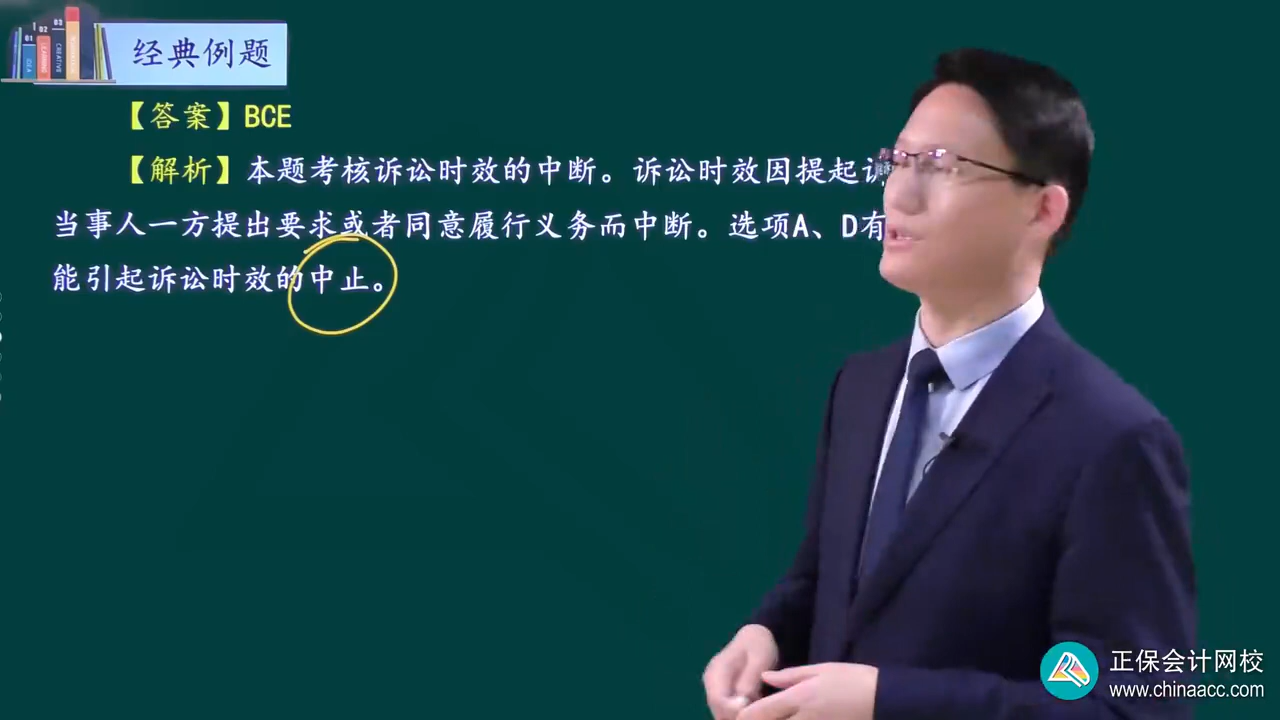 经典例题
【答案】BCE
【解析】本题考核诉讼时效的中断。诉讼时效因提起
当事人一方提出要求或者同意履行义务而中断。选项A、D有
能引起诉讼时效的中止。
正保会计网校
www.chinaacc.com